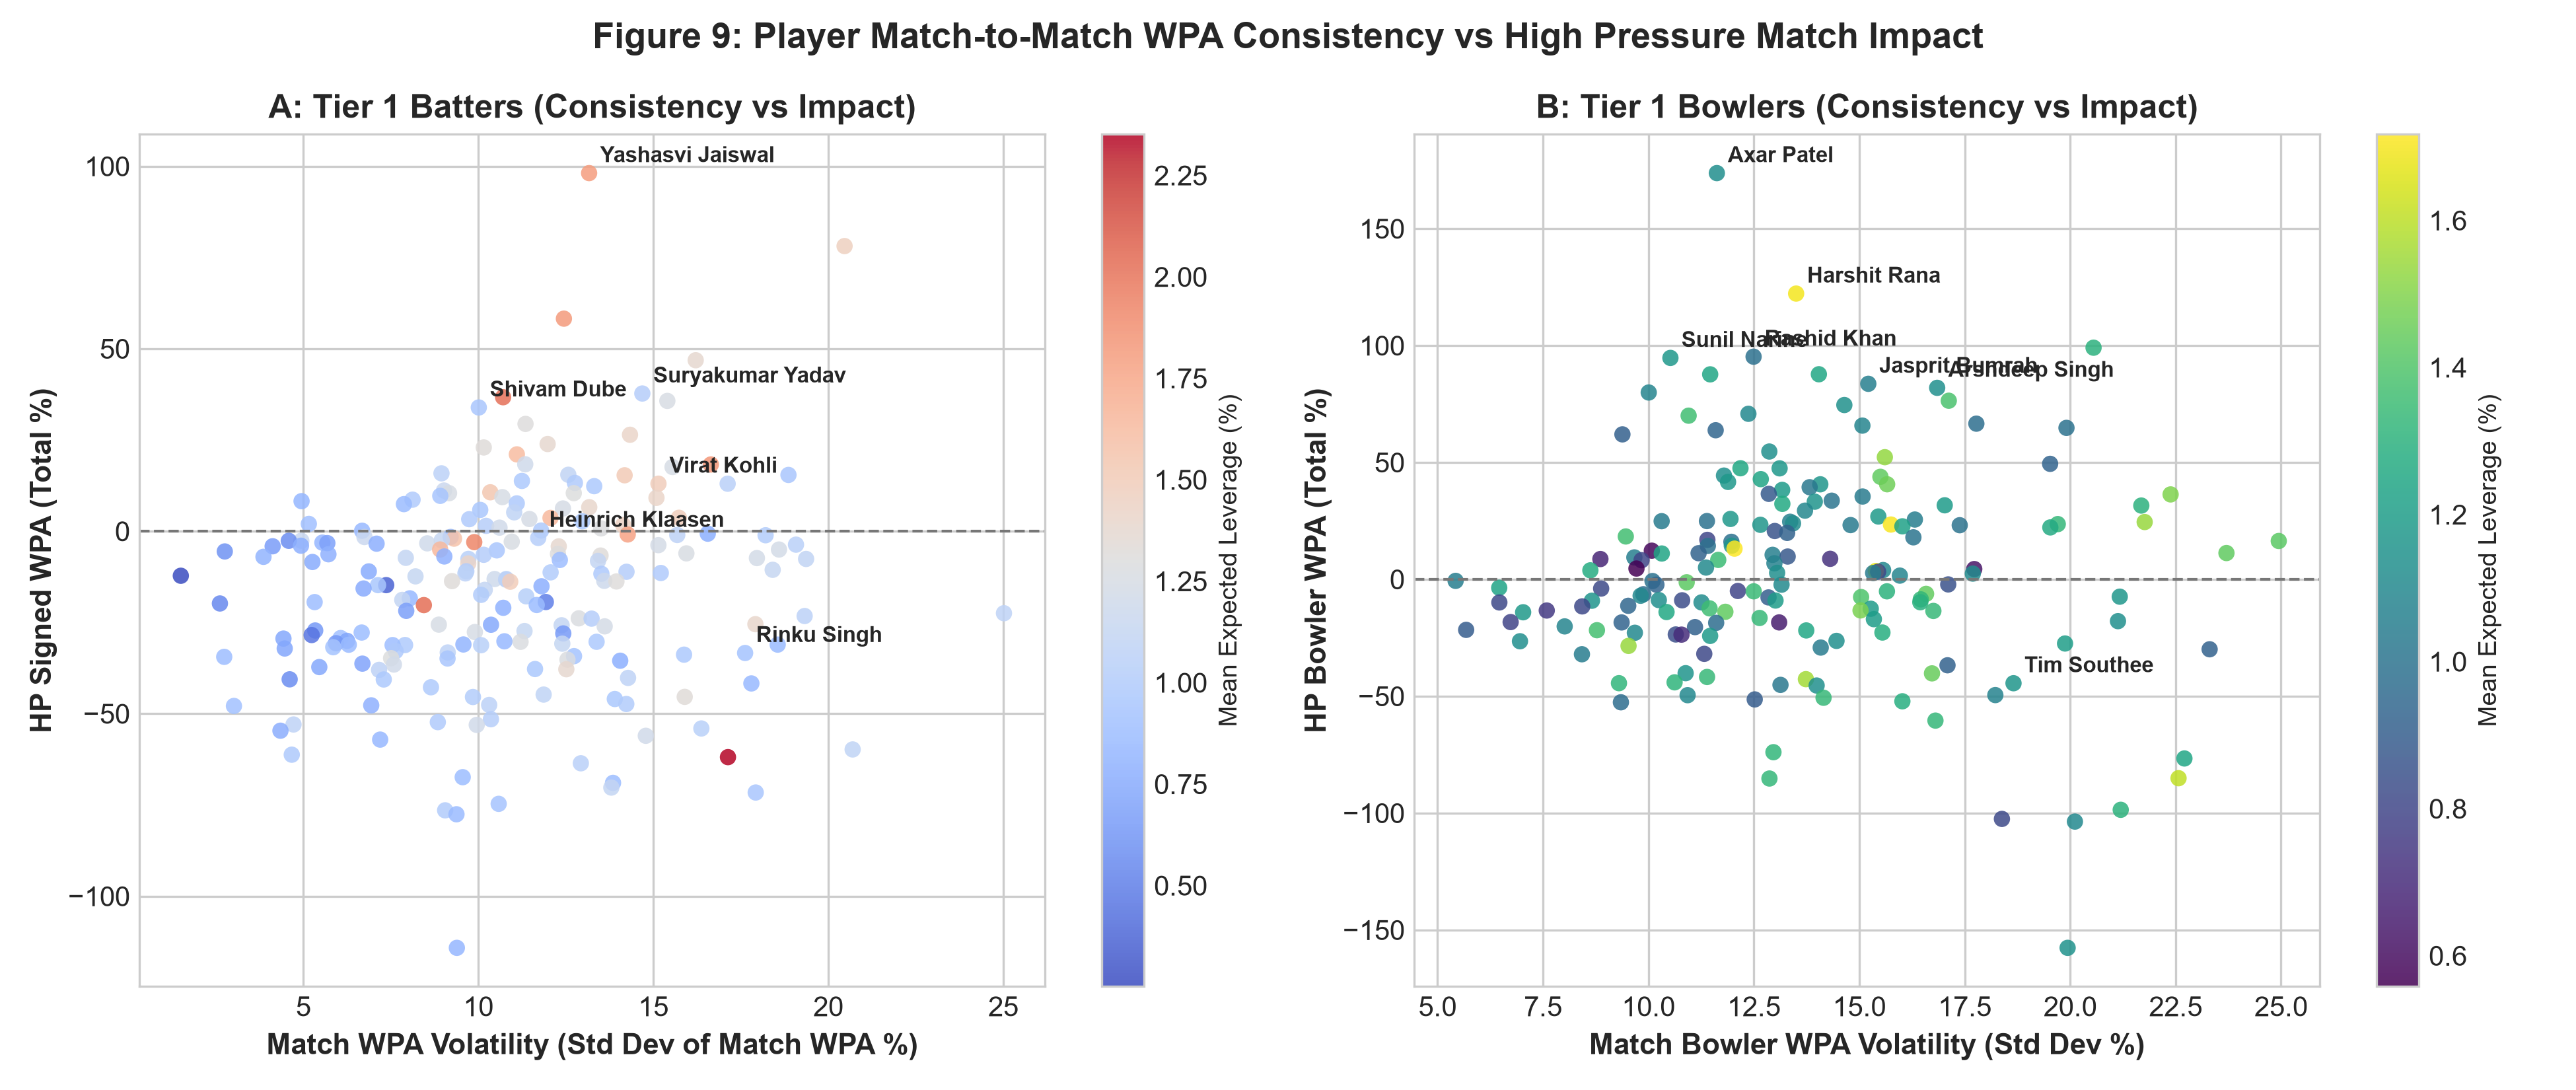 Figure 9: Player Match-to-Match WPA Consistency vs High Pressure Match Impact
A: Tier 1 Batters (Consistency vs Impact)
HP Signed WPA (Total %)
100
50
0
−50
−100
5
10
15
20
25
Match WPA Volatility (Std Dev of Match WPA %)
Yashasvi Jaiswal
Shivam Dube
Suryakumar Yadav
Virat Kohli
Heinrich Klaasen
Rinku Singh
2.25
2.00
1.75
1.50
1.25
1.00
0.75
0.50
Mean Expected Leverage (%)
B: Tier 1 Bowlers (Consistency vs Impact)
HP Bowler WPA (Total %)
150
100
50
0
−50
−100
−150
5.0
7.5
10.0
12.5
15.0
17.5
20.0
22.5
25.0
Match Bowler WPA Volatility (Std Dev %)
Axar Patel
Harshit Rana
Sunil Narine
Rashid Khan
Jasprit Bumrah
Arshdeep Singh
Tim Southee
1.6
1.4
1.2
1.0
0.8
0.6
Mean Expected Leverage (%)